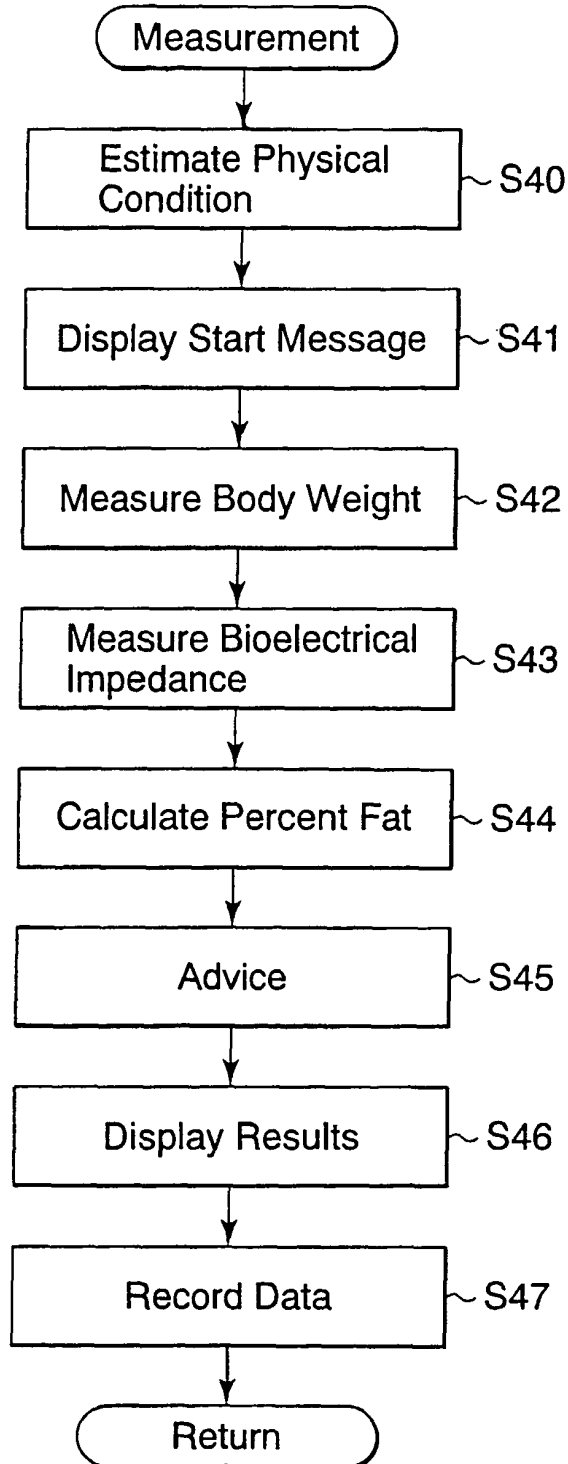 Measurement
Estimate Physical
Condition
S40
Display Start Message
S41
Measure Body Weight
S42
Measure Bioelectrical
Impedance
S43
Calculate Percent Fat
S44
Advice
S45
Display Results
S46
Record Data
S47
Return